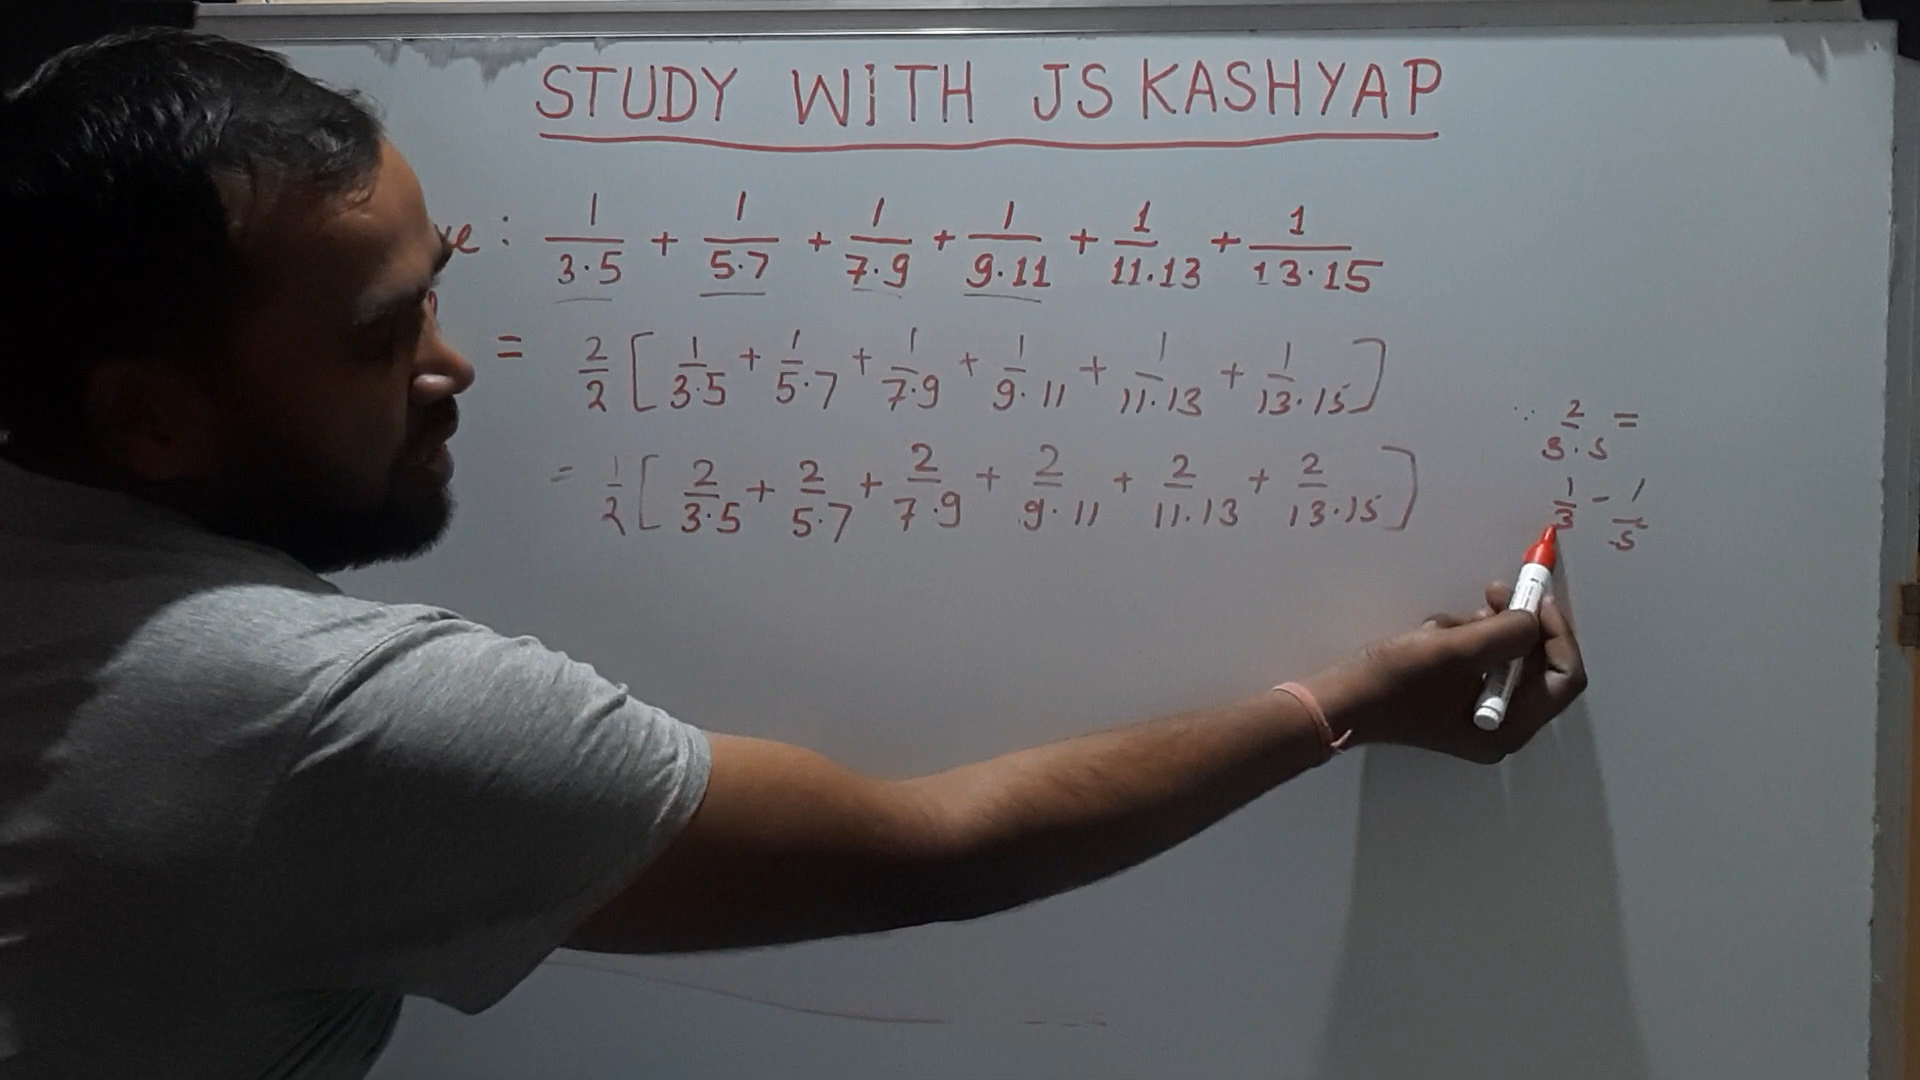 STUDY WITH JS KASHYAP
: 1/3·5 + 1/5·7 + 1/7·9 + 1/9·11 + 1/11.13 + 1/13·15
= 2/2 [ 1/3·5 + 1/5·7 + 1/7·9 + 1/9·11 + 1/11·13 + 1/13·15 ]
= 1/2 [ 2/3·5 + 2/5·7 + 2/7·9 + 2/9·11 + 2/11·13 + 2/13·15 ]
∵ 2/3·5 =
1/3 - 1/5